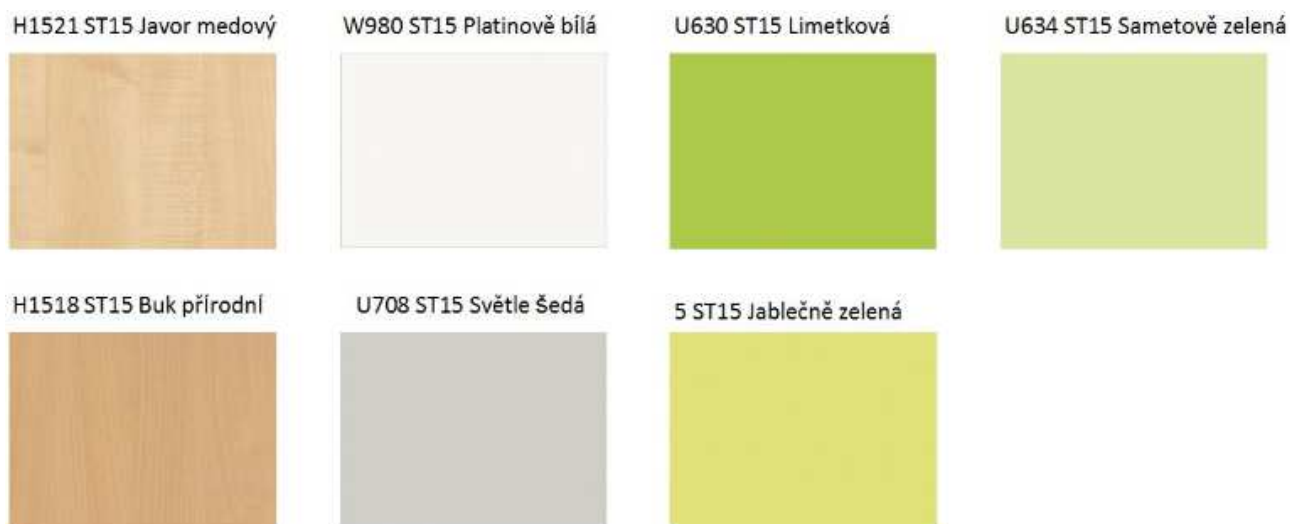 H1521 ST15 Javor medový
W980 ST15 Platinově bílá
U630 ST15 Limetková
U634 ST15 Sametově zelená
H1518 ST15 Buk přírodní
U708 ST15 Světle Šedá
5 ST15 Jablečně zelená